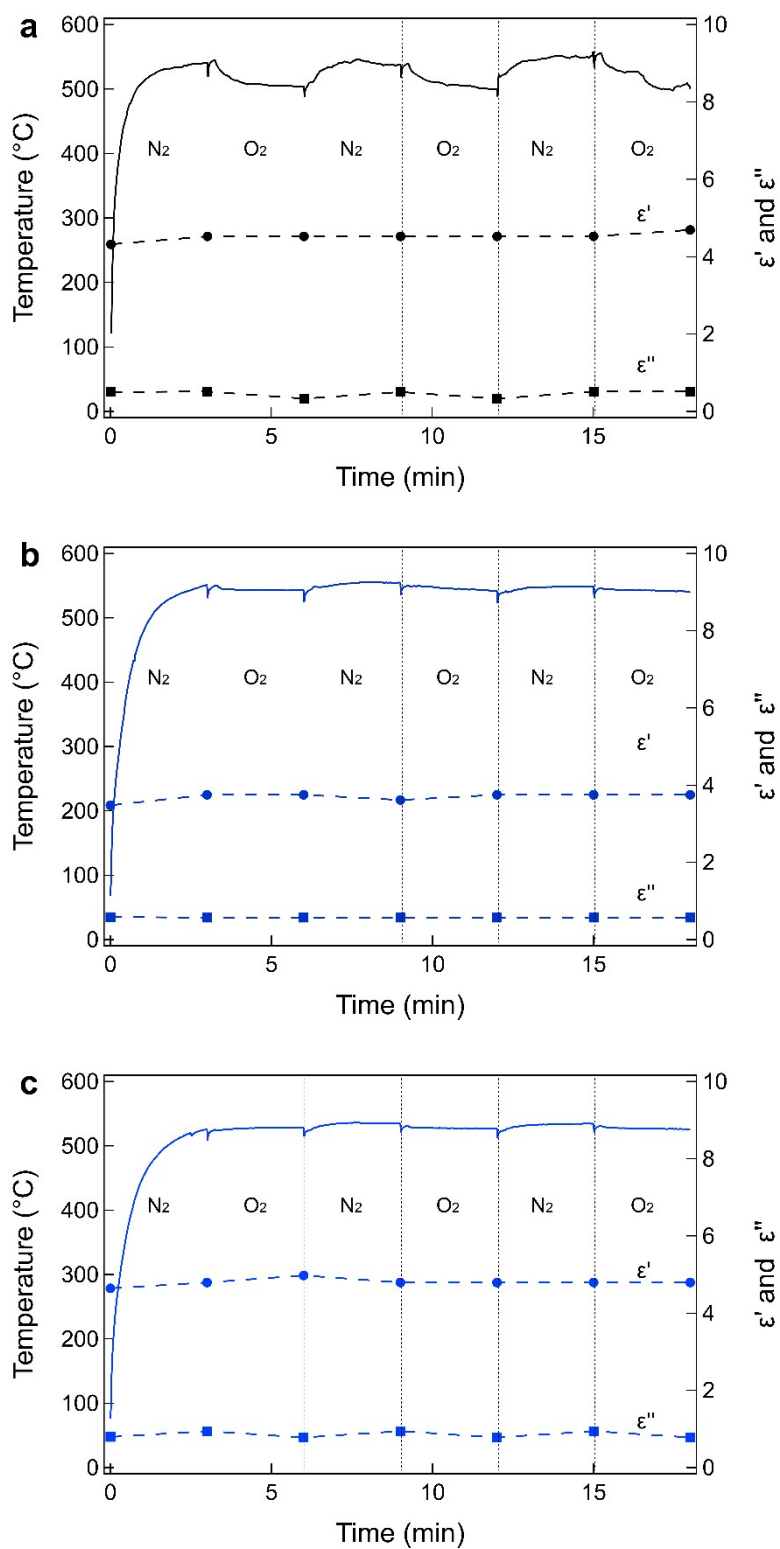 a
600
500
400
300
200
100
0
10
8
6
4
2
0
Temperature (°C)
N2 O2 N2 O2 N2 O2
ε'
ε''
ε' and ε''
0 5 10 15
Time (min)
b
600
500
400
300
200
100
0
10
8
6
4
2
0
Temperature (°C)
N2 O2 N2 O2 N2 O2
ε'
ε''
ε' and ε''
0 5 10 15
Time (min)
c
600
500
400
300
200
100
0
10
8
6
4
2
0
Temperature (°C)
N2 O2 N2 O2 N2 O2
ε'
ε''
ε' and ε''
0 5 10 15
Time (min)